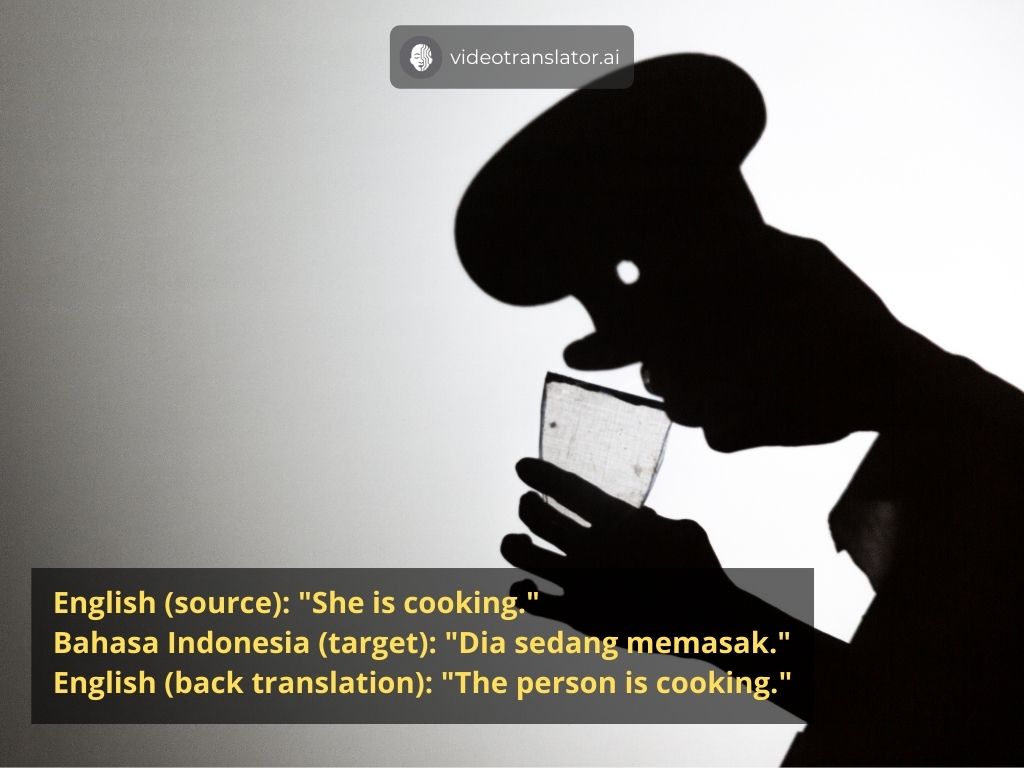 videotranslator.ai
English (source): "She is cooking."
Bahasa Indonesia (target): "Dia sedang memasak."
English (back translation): "The person is cooking."